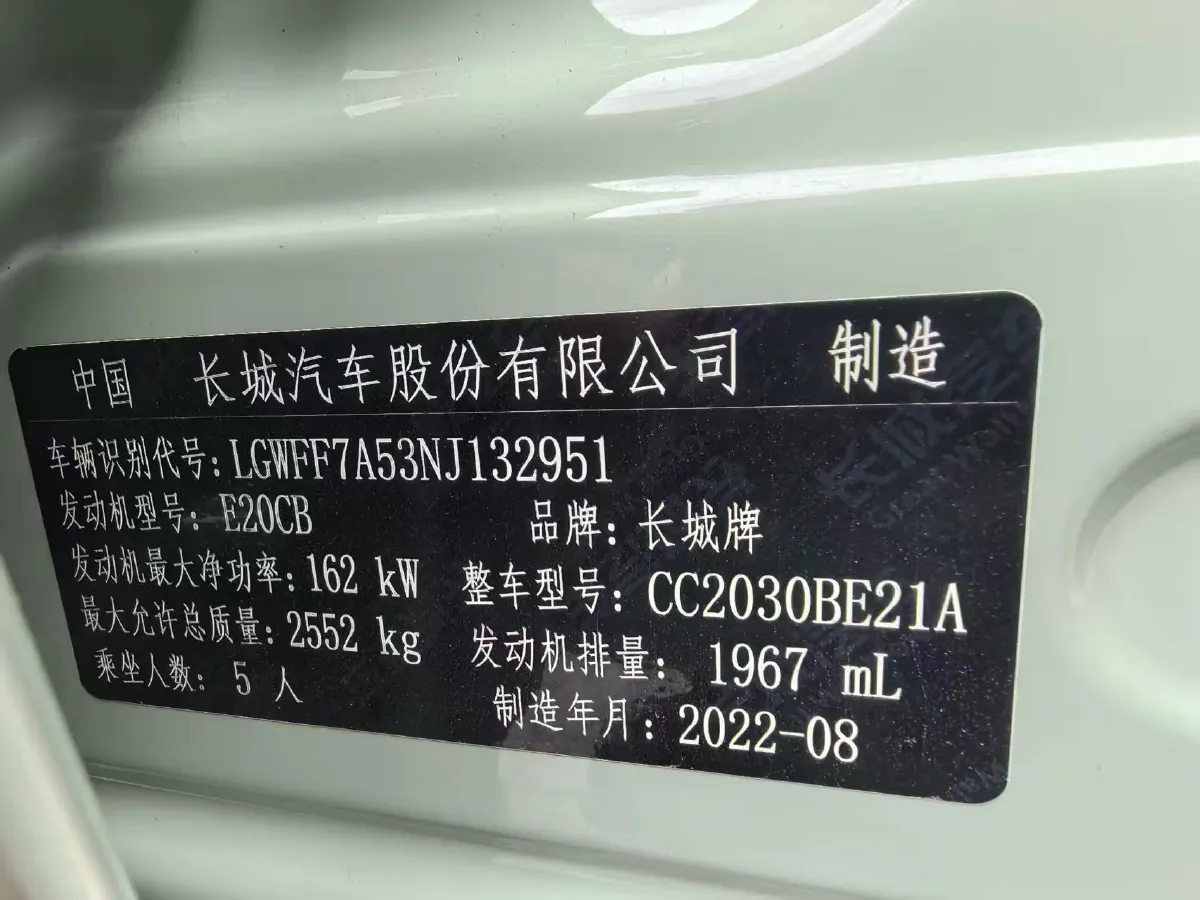 中国 长城汽车股份有限公司 制造
车辆识别代号:LGWFF7A53NJ132951
发动机型号: E20CB 品牌: 长城牌
发动机最大净功率:162 kW 整车型号: CC2030BE21A
最大允许总质量:2552 kg 发动机排量: 1967 mL
乘坐人数: 5 人 制造年月: 2022-08